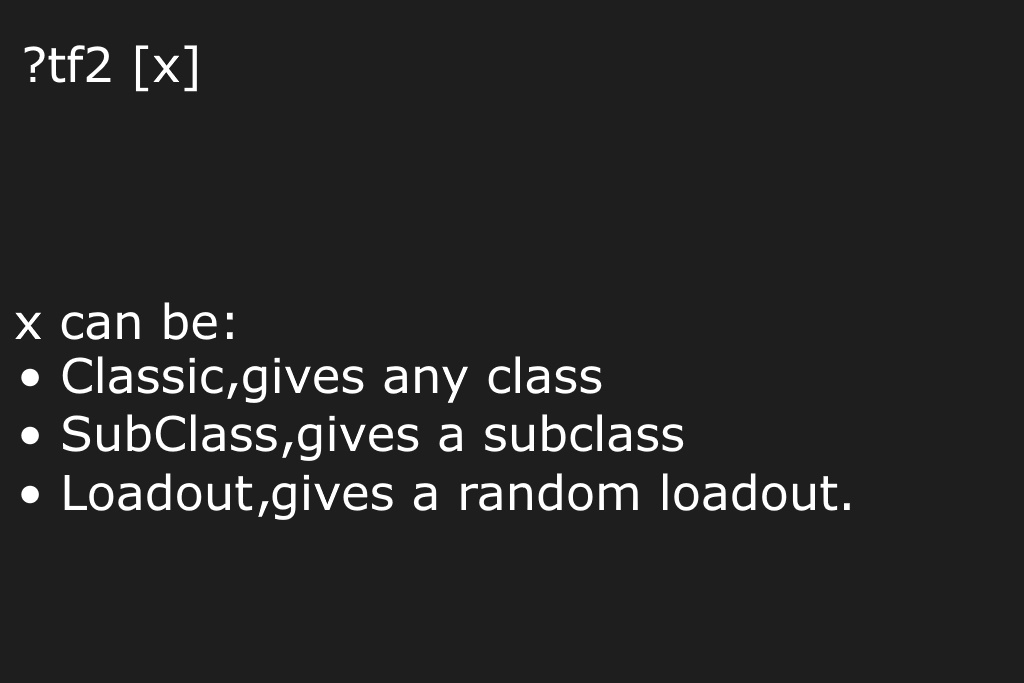 ?tf2 [x]
x can be:
• Classic,gives any class
• SubClass,gives a subclass
• Loadout,gives a random loadout.